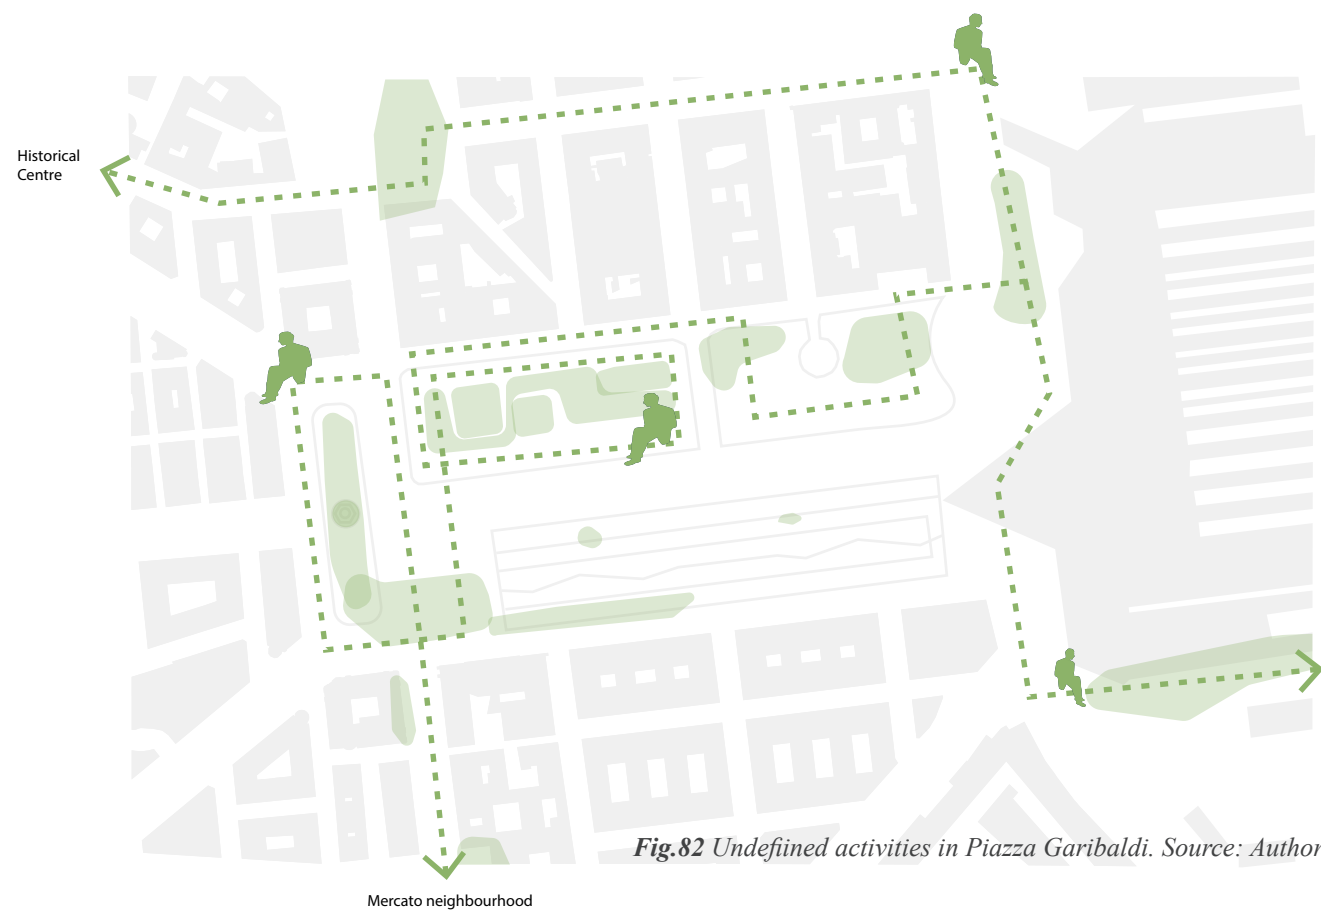 Historical
Centre
Fig.82 Undefiined activities in Piazza Garibaldi. Source: Author
Mercato neighbourhood